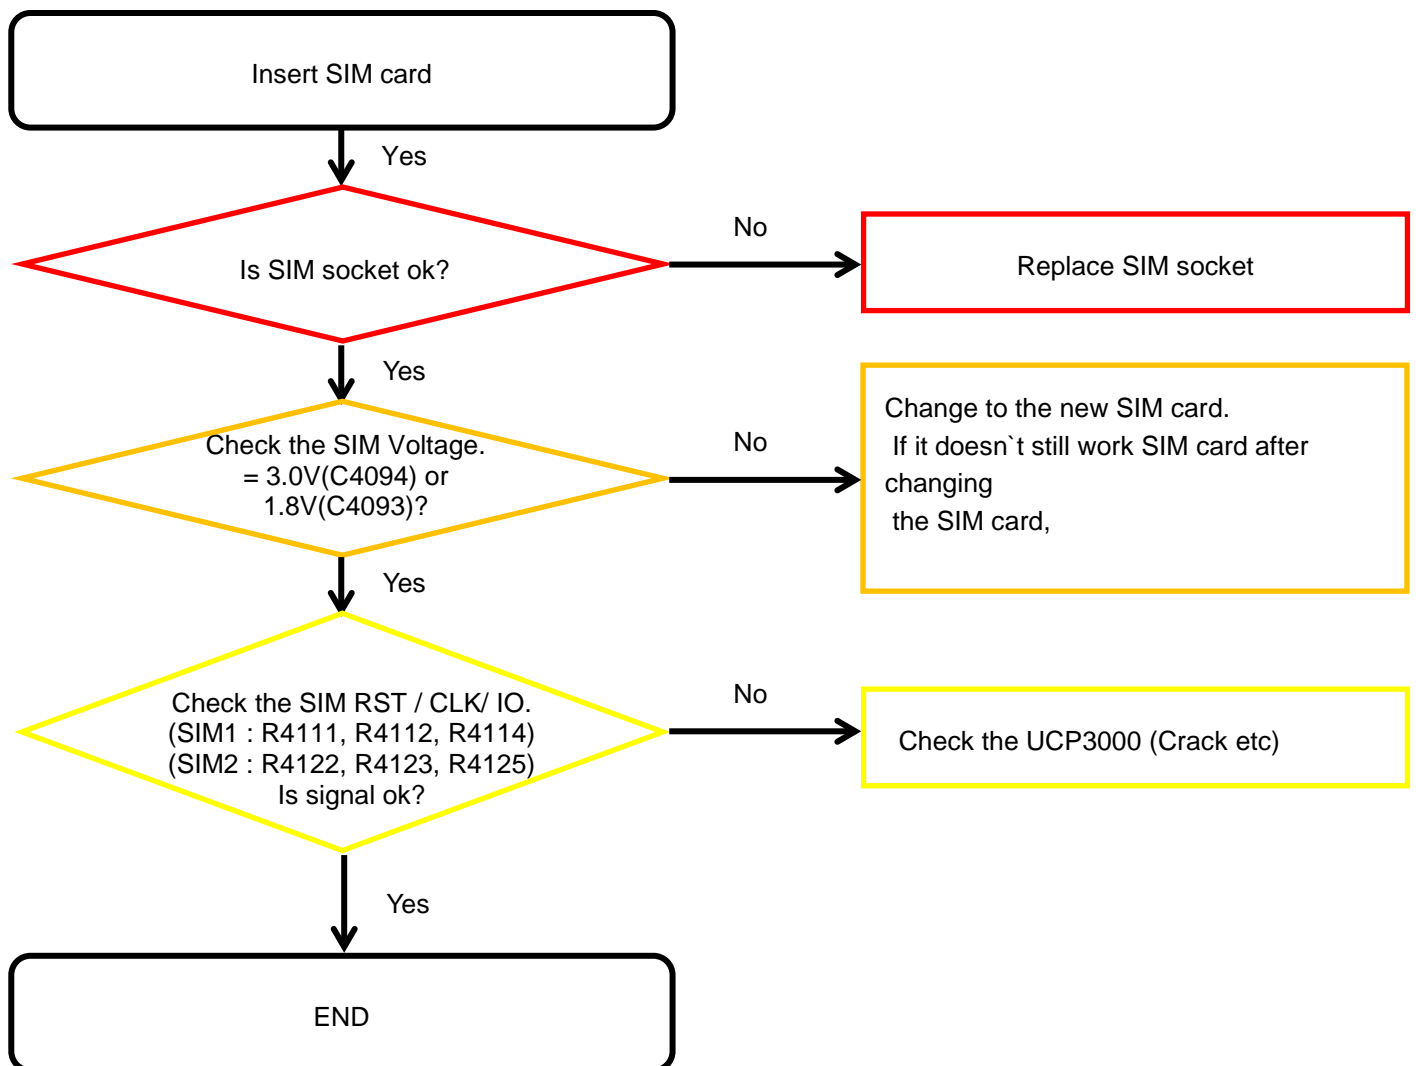 Insert SIM card
Yes
Is SIM socket ok?
No
Replace SIM socket
Yes
Check the SIM Voltage.
= 3.0V(C4094) or
1.8V(C4093)?
No
Change to the new SIM card.
If it doesn`t still work SIM card after
changing
the SIM card,
Yes
Check the SIM RST / CLK/ IO.
(SIM1 : R4111, R4112, R4114)
(SIM2 : R4122, R4123, R4125)
Is signal ok?
No
Check the UCP3000 (Crack etc)
Yes
END